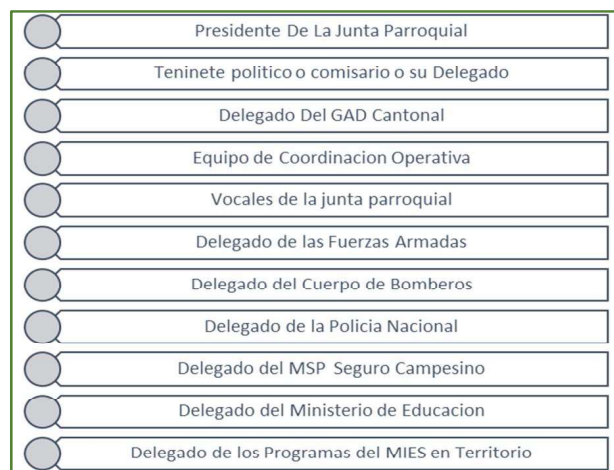 Presidente De La Junta Parroquial
Teninete politico o comisario o su Delegado
Delegado Del GAD Cantonal
Equipo de Coordinacion Operativa
Vocales de la junta parroquial
Delegado de las Fuerzas Armadas
Delegado del Cuerpo de Bomberos
Delegado de la Policia Nacional
Delegado del MSP Seguro Campesino
Delegado del Ministerio de Educacion
Delegado de los Programas del MIES en Territorio